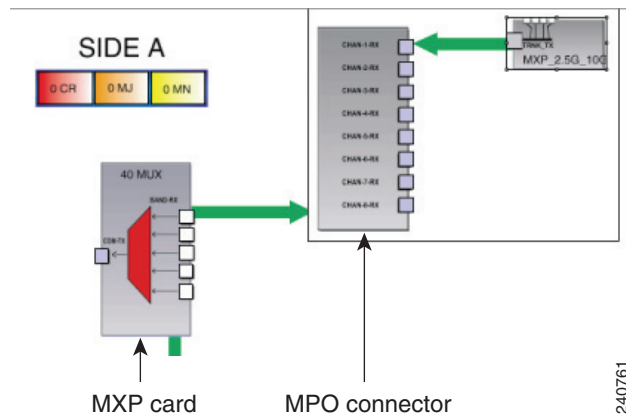 SIDE A
0 CR 0 MJ 0 MN
CHAN-1-RX
CHAN-2-RX
CHAN-3-RX
CHAN-4-RX
CHAN-5-RX
CHAN-6-RX
CHAN-7-RX
CHAN-8-RX
TRNK_TX
MXP_2.5G_10G
40 MUX
BAND-RX
COM-TX
MXP card
MPO connector
240761